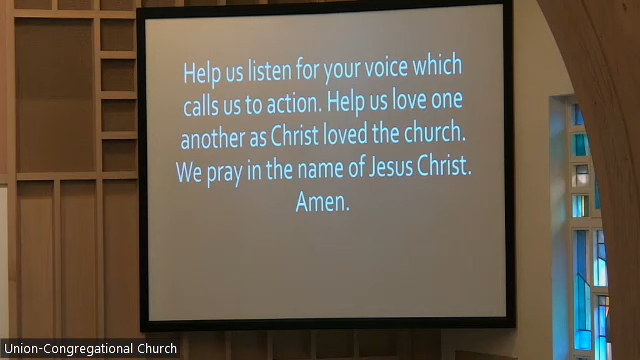 Help us listen for your voice which
calls us to action. Help us love one
another as Christ loved the church.
We pray in the name of Jesus Christ.
Amen.
Union-Congregational Church